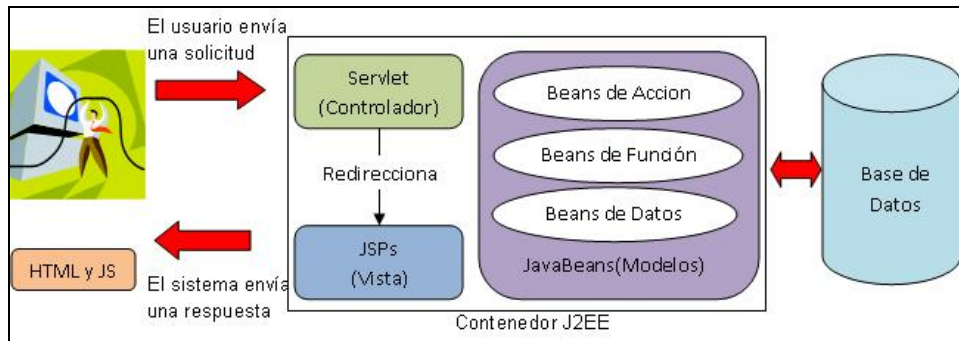 El usuario envía
una solicitud
Servlet
(Controlador)
Redirecciona
JSPs
(Vista)
Beans de Accion
Beans de Función
Beans de Datos
JavaBeans(Modelos)
Base de
Datos
HTML y JS
El sistema envía
una respuesta
Contenedor J2EE